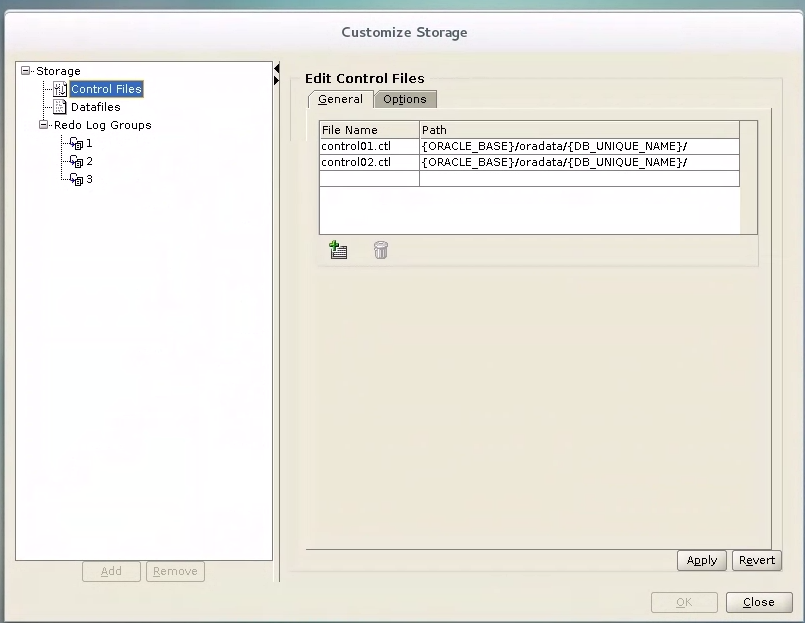 Customize Storage
Storage
Control Files
Datafiles
Redo Log Groups
1
2
3
Add Remove
Edit Control Files
General Options
File Name Path
control01.ctl {ORACLE_BASE}/oradata/{DB_UNIQUE_NAME}/
control02.ctl {ORACLE_BASE}/oradata/{DB_UNIQUE_NAME}/
Apply Revert
OK Close